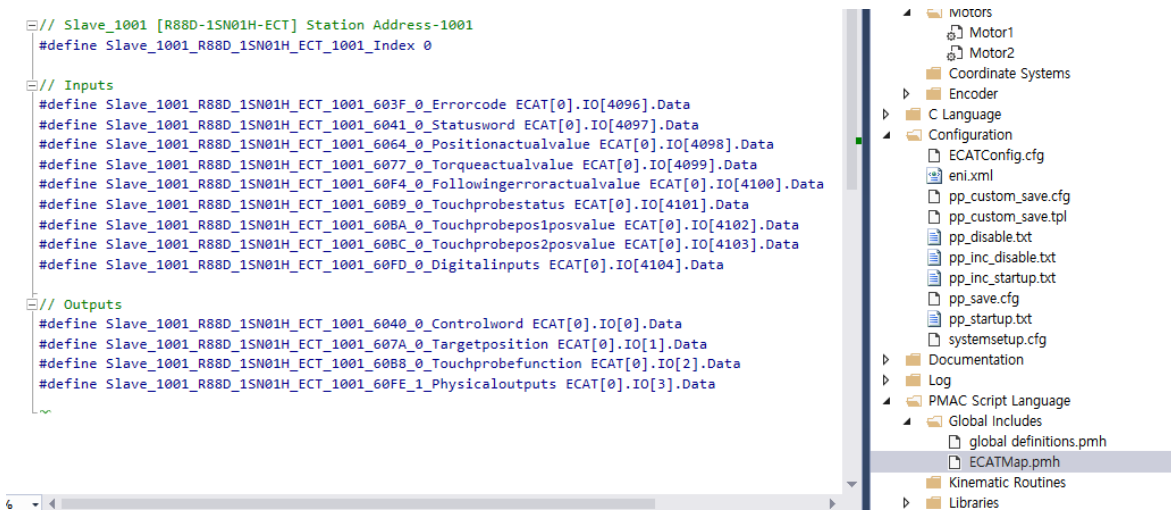 // Slave_1001 [R88D-1SN01H-ECT] Station Address-1001
#define Slave_1001_R88D_1SN01H_ECT_1001_Index 0
// Inputs
#define Slave_1001_R88D_1SN01H_ECT_1001_603F_0_Errorcode ECAT[0].IO[4096].Data
#define Slave_1001_R88D_1SN01H_ECT_1001_6041_0_Statusword ECAT[0].IO[4097].Data
#define Slave_1001_R88D_1SN01H_ECT_1001_6064_0_Positionactualvalue ECAT[0].IO[4098].Data
#define Slave_1001_R88D_1SN01H_ECT_1001_6077_0_Torqueactualvalue ECAT[0].IO[4099].Data
#define Slave_1001_R88D_1SN01H_ECT_1001_60F4_0_Followingerroractualvalue ECAT[0].IO[4100].Data
#define Slave_1001_R88D_1SN01H_ECT_1001_60B9_0_Touchprobestatus ECAT[0].IO[4101].Data
#define Slave_1001_R88D_1SN01H_ECT_1001_60BA_0_Touchprobepos1posvalue ECAT[0].IO[4102].Data
#define Slave_1001_R88D_1SN01H_ECT_1001_60BC_0_Touchprobepos2posvalue ECAT[0].IO[4103].Data
#define Slave_1001_R88D_1SN01H_ECT_1001_60FD_0_Digitalinputs ECAT[0].IO[4104].Data
// Outputs
#define Slave_1001_R88D_1SN01H_ECT_1001_6040_0_Controlword ECAT[0].IO[0].Data
#define Slave_1001_R88D_1SN01H_ECT_1001_607A_0_Targetposition ECAT[0].IO[1].Data
#define Slave_1001_R88D_1SN01H_ECT_1001_60B8_0_Touchprobefunction ECAT[0].IO[2].Data
#define Slave_1001_R88D_1SN01H_ECT_1001_60FE_1_Physicaloutputs ECAT[0].IO[3].Data
Motors
Motor1
Motor2
Coordinate Systems
Encoder
C Language
Configuration
ECATConfig.cfg
eni.xml
pp_custom_save.cfg
pp_custom_save.tpl
pp_disable.txt
pp_inc_disable.txt
pp_inc_startup.txt
pp_save.cfg
pp_startup.txt
systemsetup.cfg
Documentation
Log
PMAC Script Language
Global Includes
global definitions.pmh
ECATMap.pmh
Kinematic Routines
Libraries